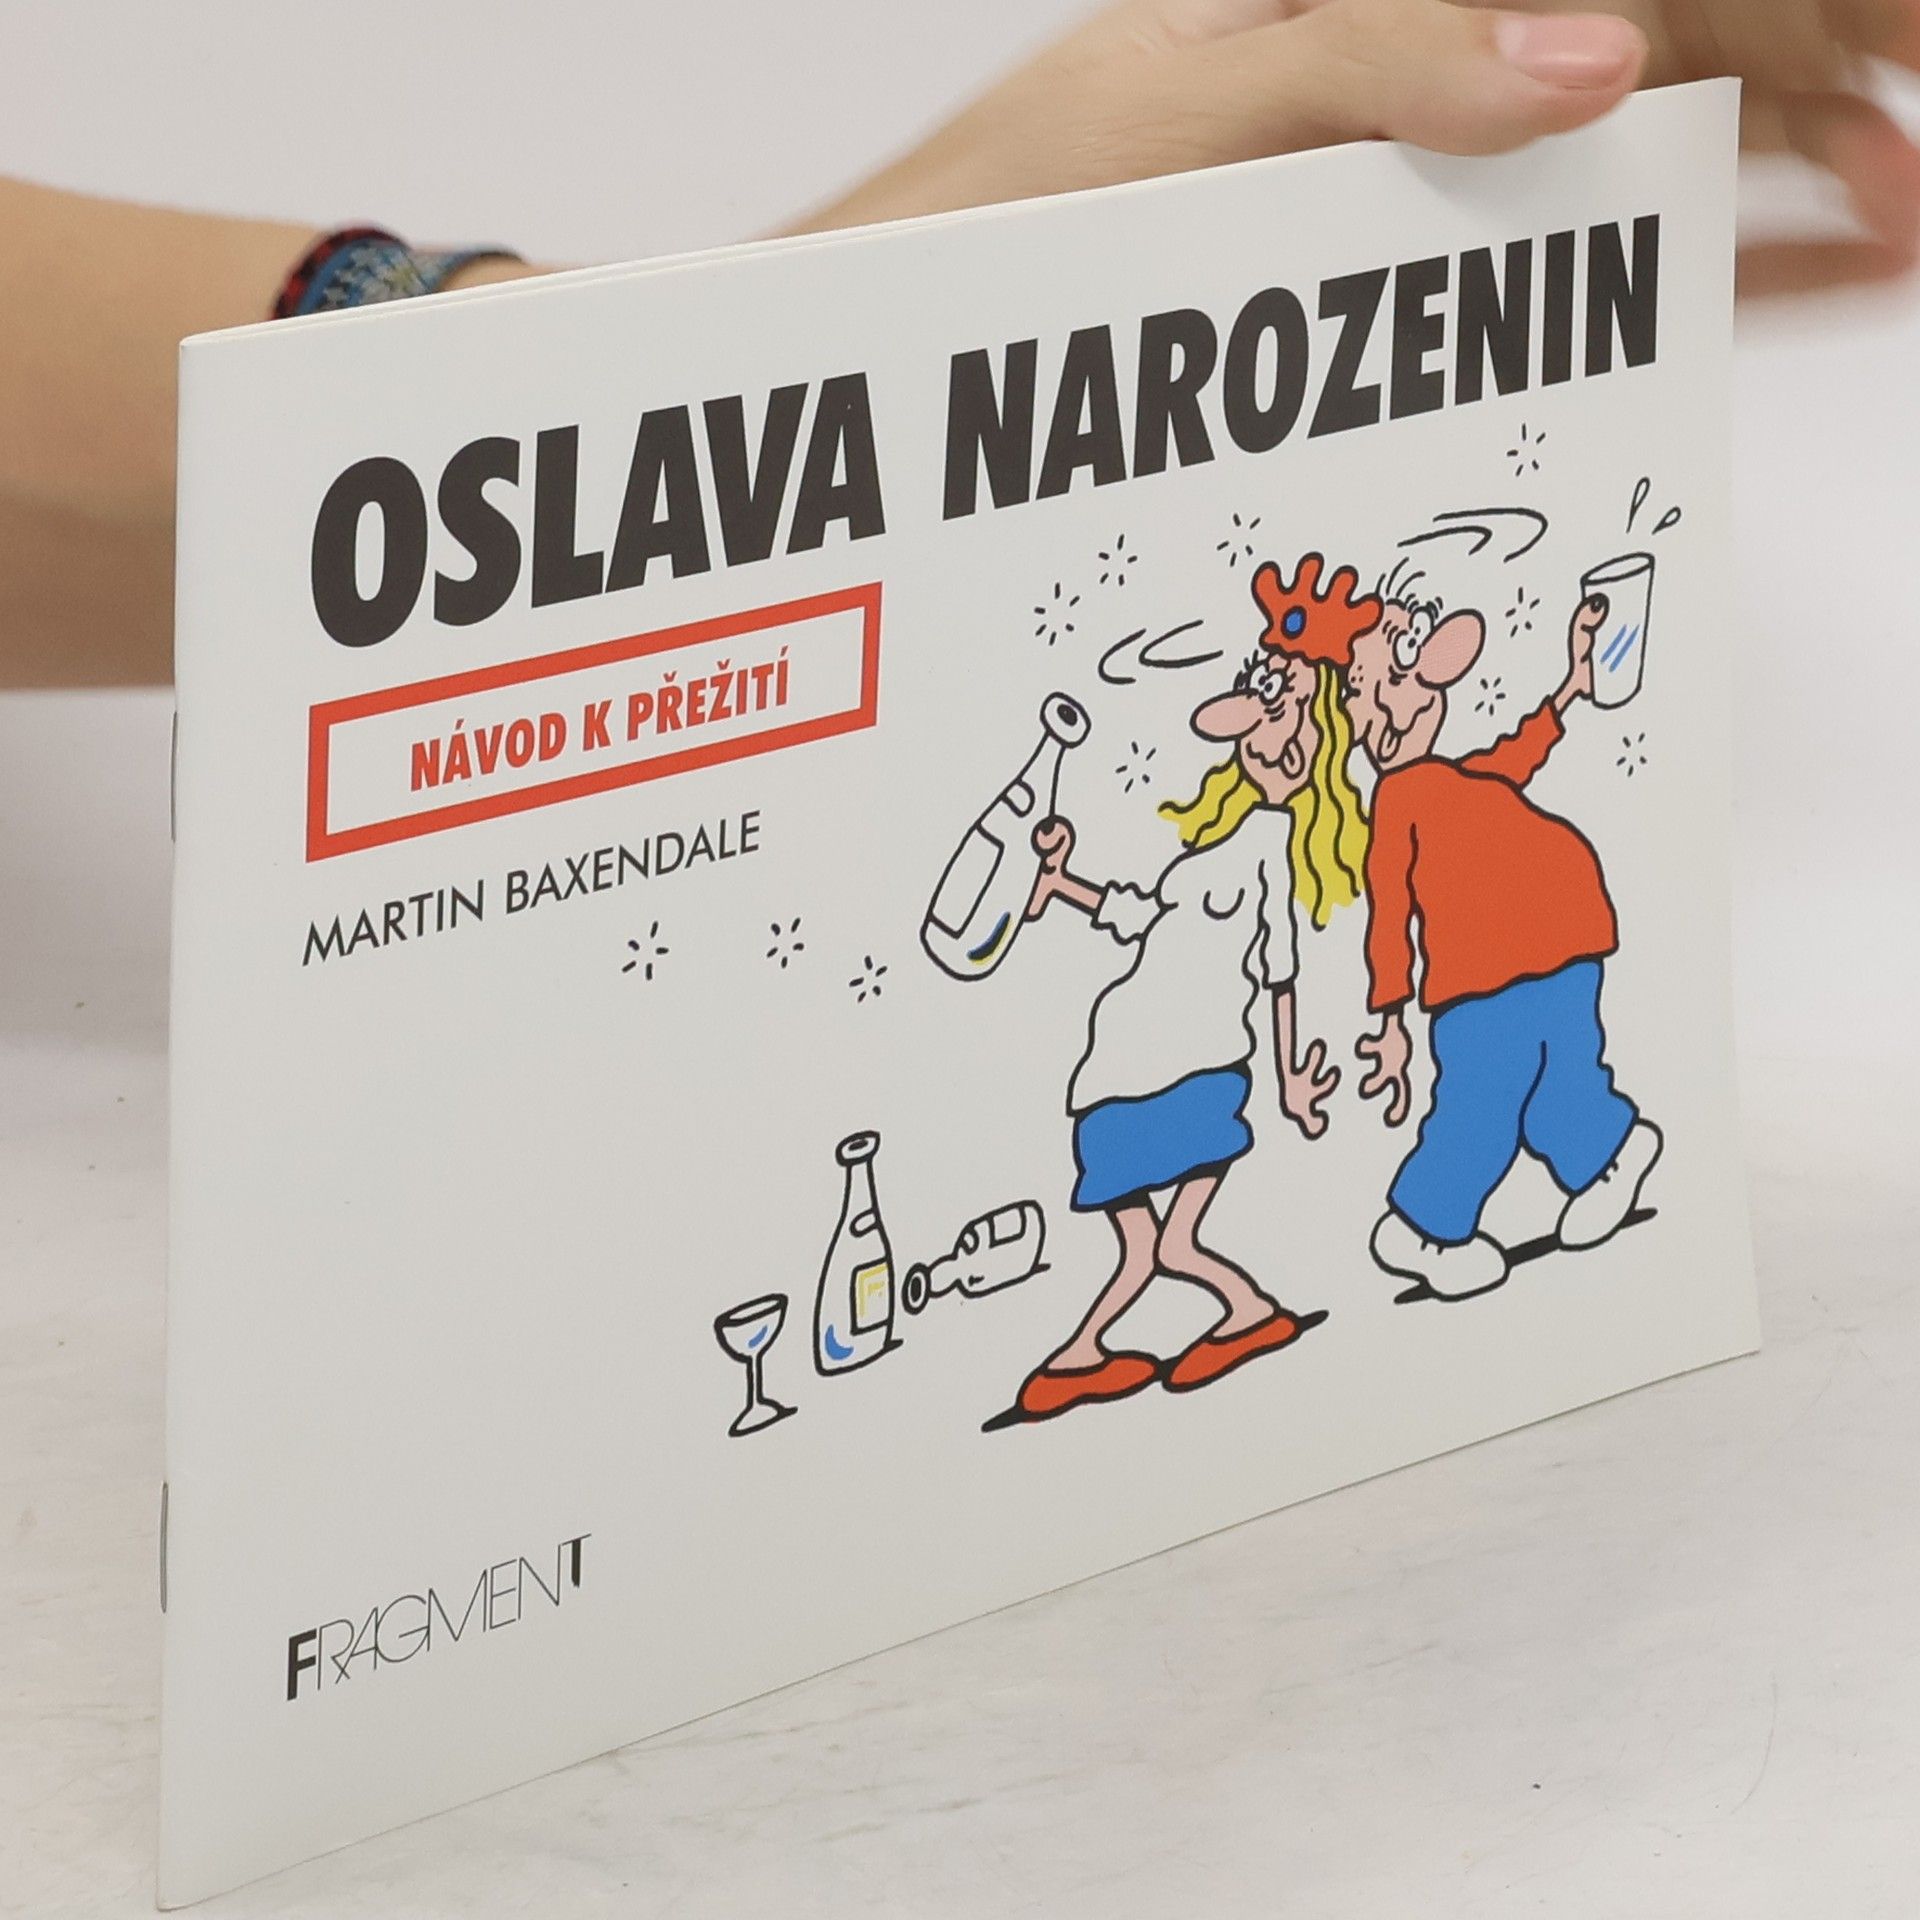 OSLAVA NAROZENIN
NÁVOD K PŘEŽITÍ
MARTIN BAXENDALE
FRAGMENT